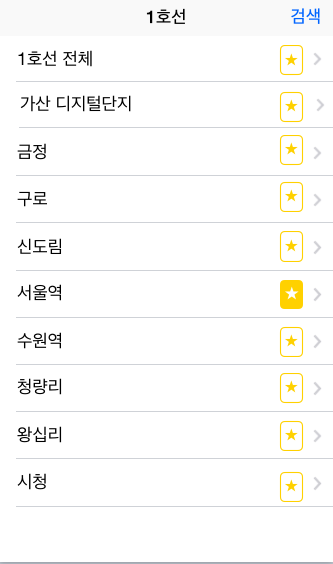 1호선 검색
1호선 전체
가산 디지털단지
금정
구로
신도림
서울역
수원역
청량리
왕십리
시청